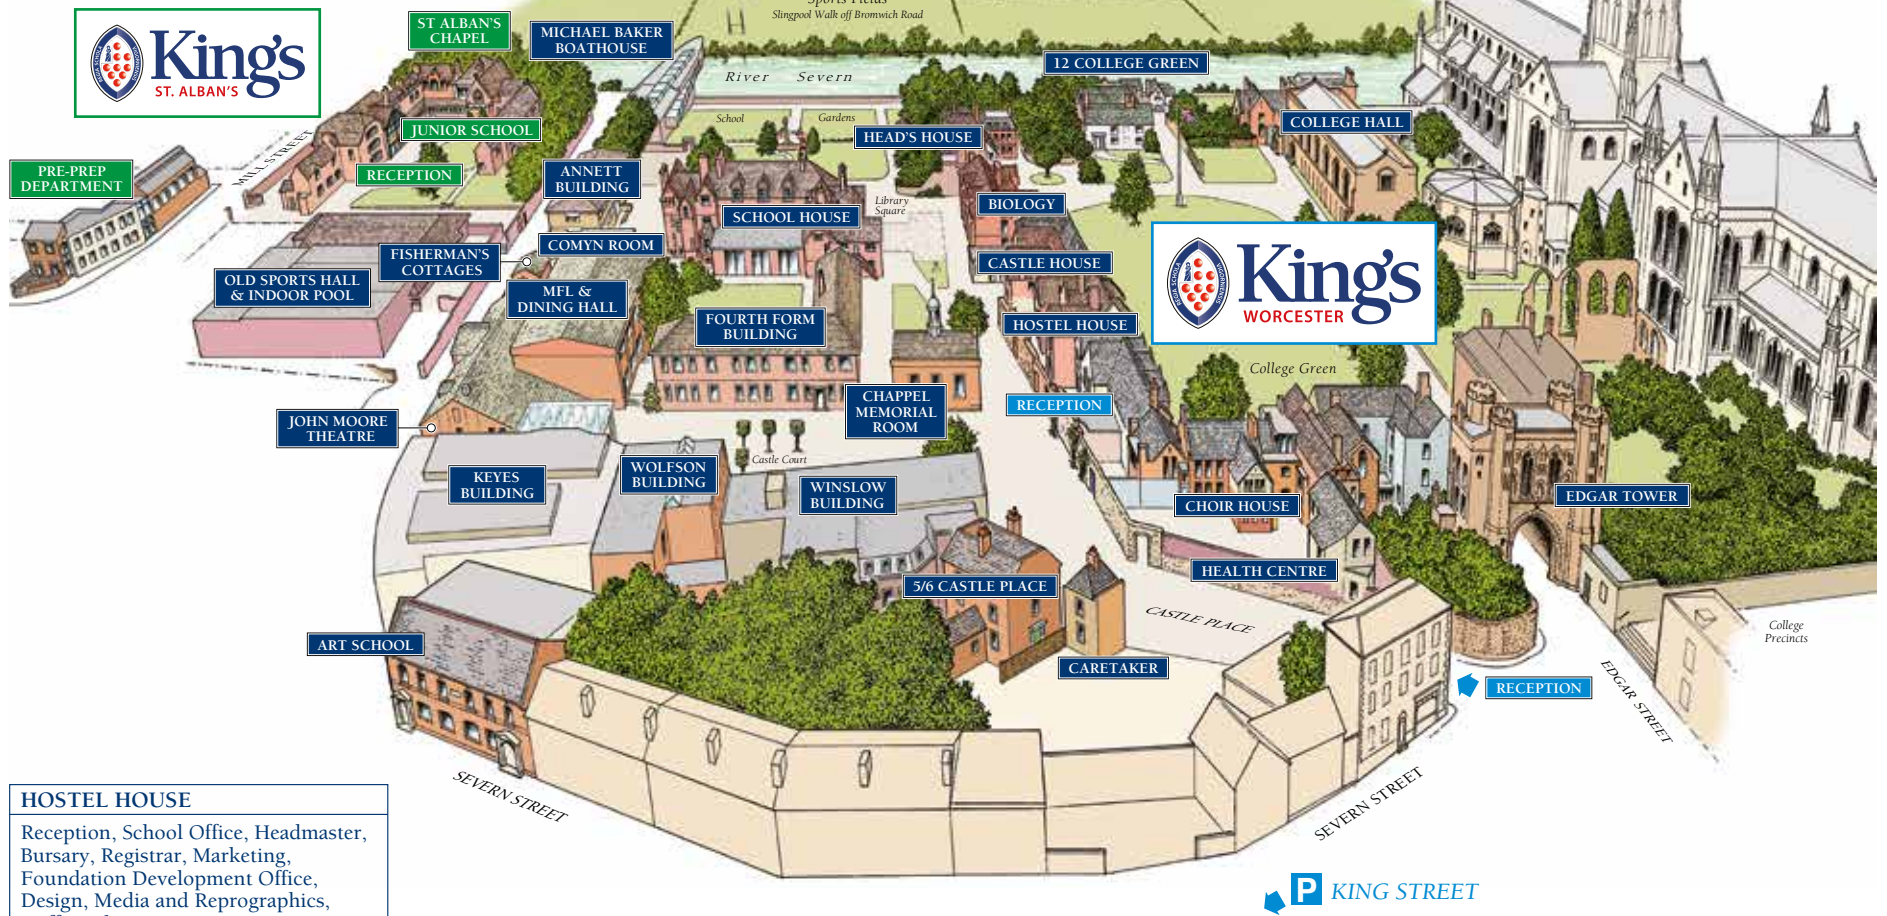 Sports Fields
Slingpool Walk off Bromwich Road
King's
ST. ALBAN'S
ST ALBAN'S
CHAPEL
MICHAEL BAKER
BOATHOUSE
River Severn
12 COLLEGE GREEN
School Gardens
JUNIOR SCHOOL
HEAD'S HOUSE
COLLEGE HALL
MILL STREET
PRE-PREP
DEPARTMENT
RECEPTION
ANNETT
BUILDING
SCHOOL HOUSE
Library
Square
BIOLOGY
COMYN ROOM
FISHERMAN'S
COTTAGES
CASTLE HOUSE
King's
WORCESTER
OLD SPORTS HALL
& INDOOR POOL
MFL &
DINING HALL
FOURTH FORM
BUILDING
HOSTEL HOUSE
College Green
CHAPPEL
MEMORIAL
ROOM
RECEPTION
JOHN MOORE
THEATRE
Castle Court
KEYES
BUILDING
WOLFSON
BUILDING
WINSLOW
BUILDING
CHOIR HOUSE
EDGAR TOWER
HEALTH CENTRE
5/6 CASTLE PLACE
CASTLE PLACE
College
Precincts
ART SCHOOL
CARETAKER
RECEPTION
EDGAR STREET
SEVERN STREET
SEVERN STREET
P KING STREET
HOSTEL HOUSE
Reception, School Office, Headmaster,
Bursary, Registrar, Marketing,
Foundation Development Office,
Design, Media and Reprographics,